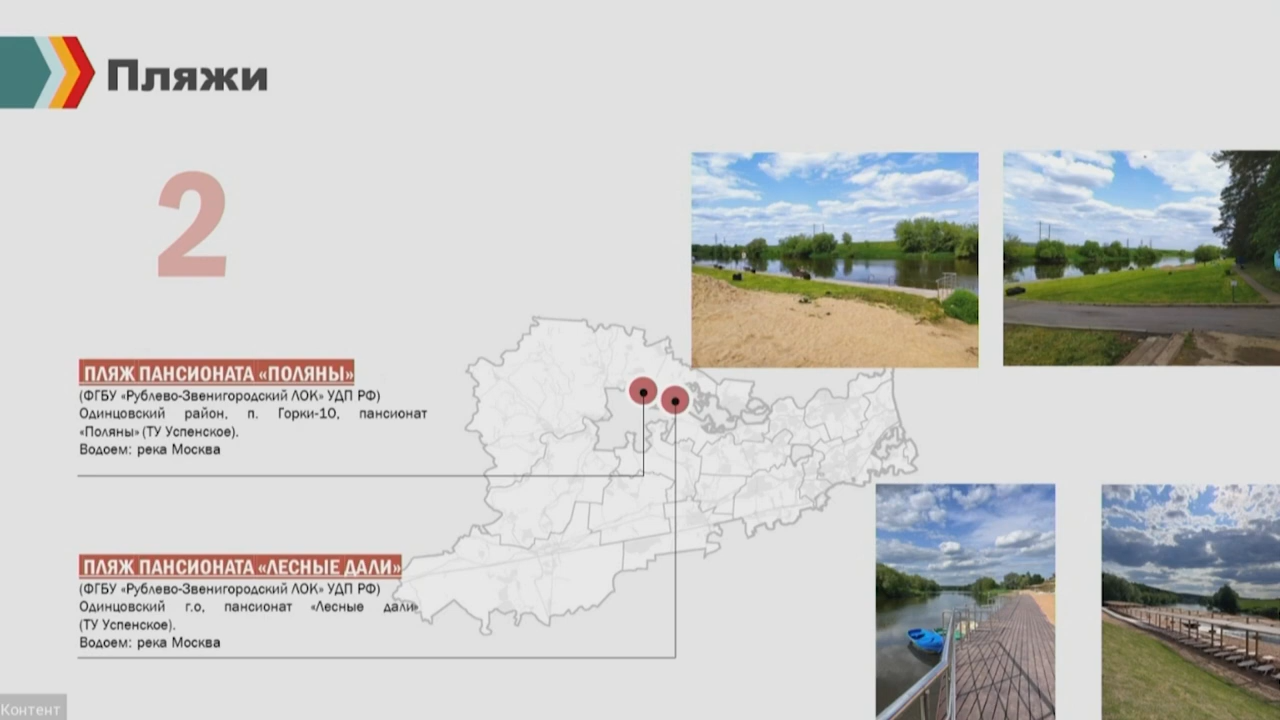 Пляжи
2
ПЛЯЖ ПАНСИОНАТА «ПОЛЯНЫ»
(ФГБУ «Рублево-Звенигородский ЛОК» УДП РФ)
Одинцовский район, п. Горки-10, пансионат
«Поляны» (ТУ Успенское).
Водоем: река Москва
ПЛЯЖ ПАНСИОНАТА «ЛЕСНЫЕ ДАЛИ»
(ФГБУ «Рублево-Звенигородский ЛОК» УДП РФ)
Одинцовский г.о, пансионат «Лесные дали»
(ТУ Успенское).
Водоем: река Москва
Контент